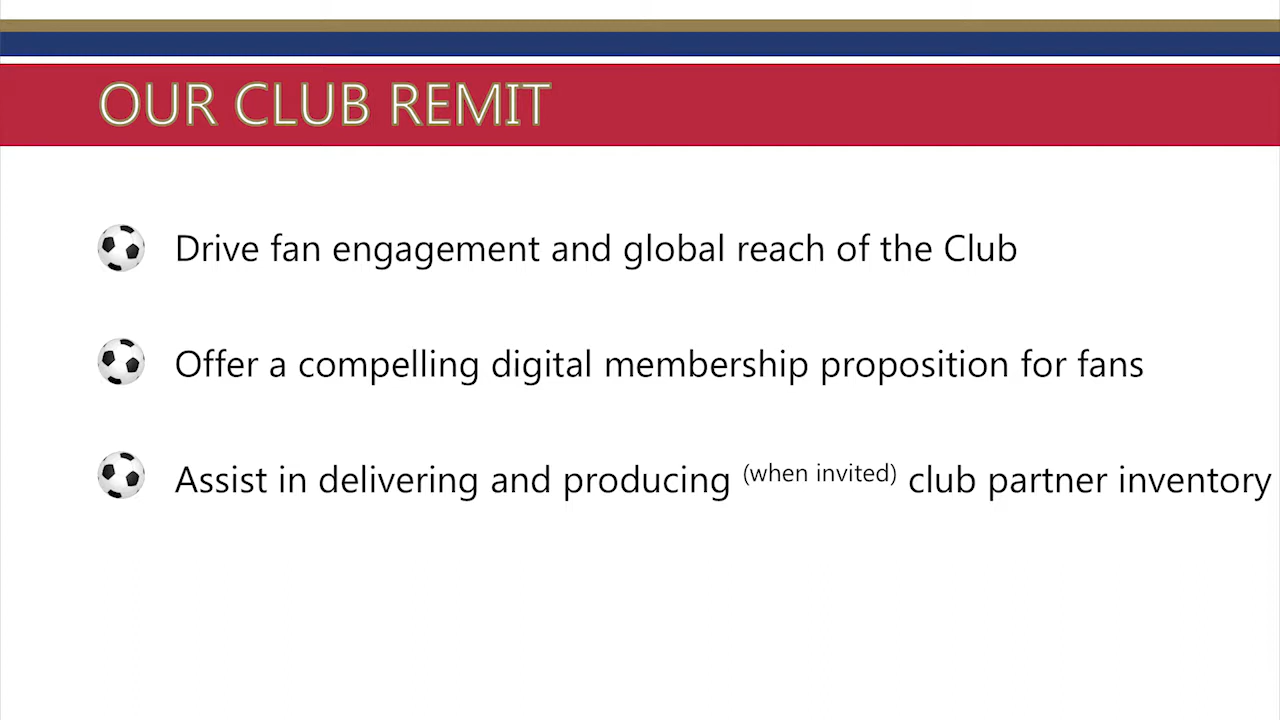 OUR CLUB REMIT
Drive fan engagement and global reach of the Club
Offer a compelling digital membership proposition for fans
Assist in delivering and producing (when invited) club partner inventory